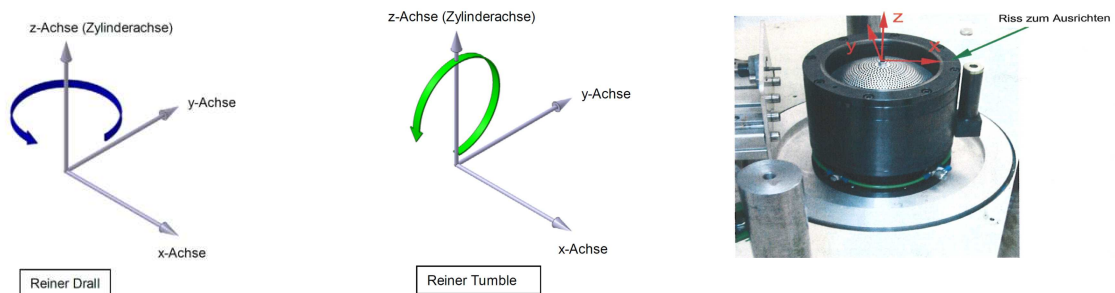 z-Achse (Zylinderachse)
y-Achse
x-Achse
Reiner Drall
z-Achse (Zylinderachse)
y-Achse
x-Achse
Reiner Tumble
Riss zum Ausrichten
z
y
x